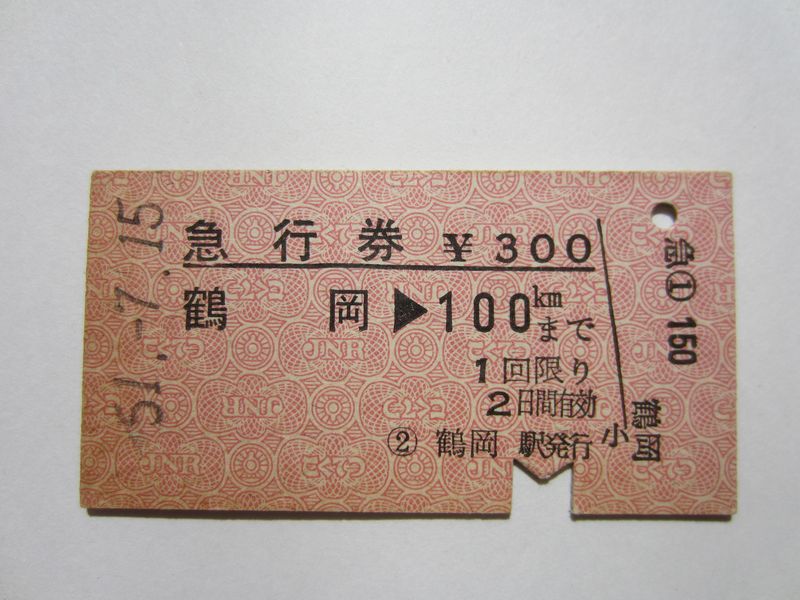 51.-7.15
急行券 ¥300
鶴岡▶100km
まで
1回限り
2日間有効
② 鶴岡 駅発行
小
急① 150
鶴岡